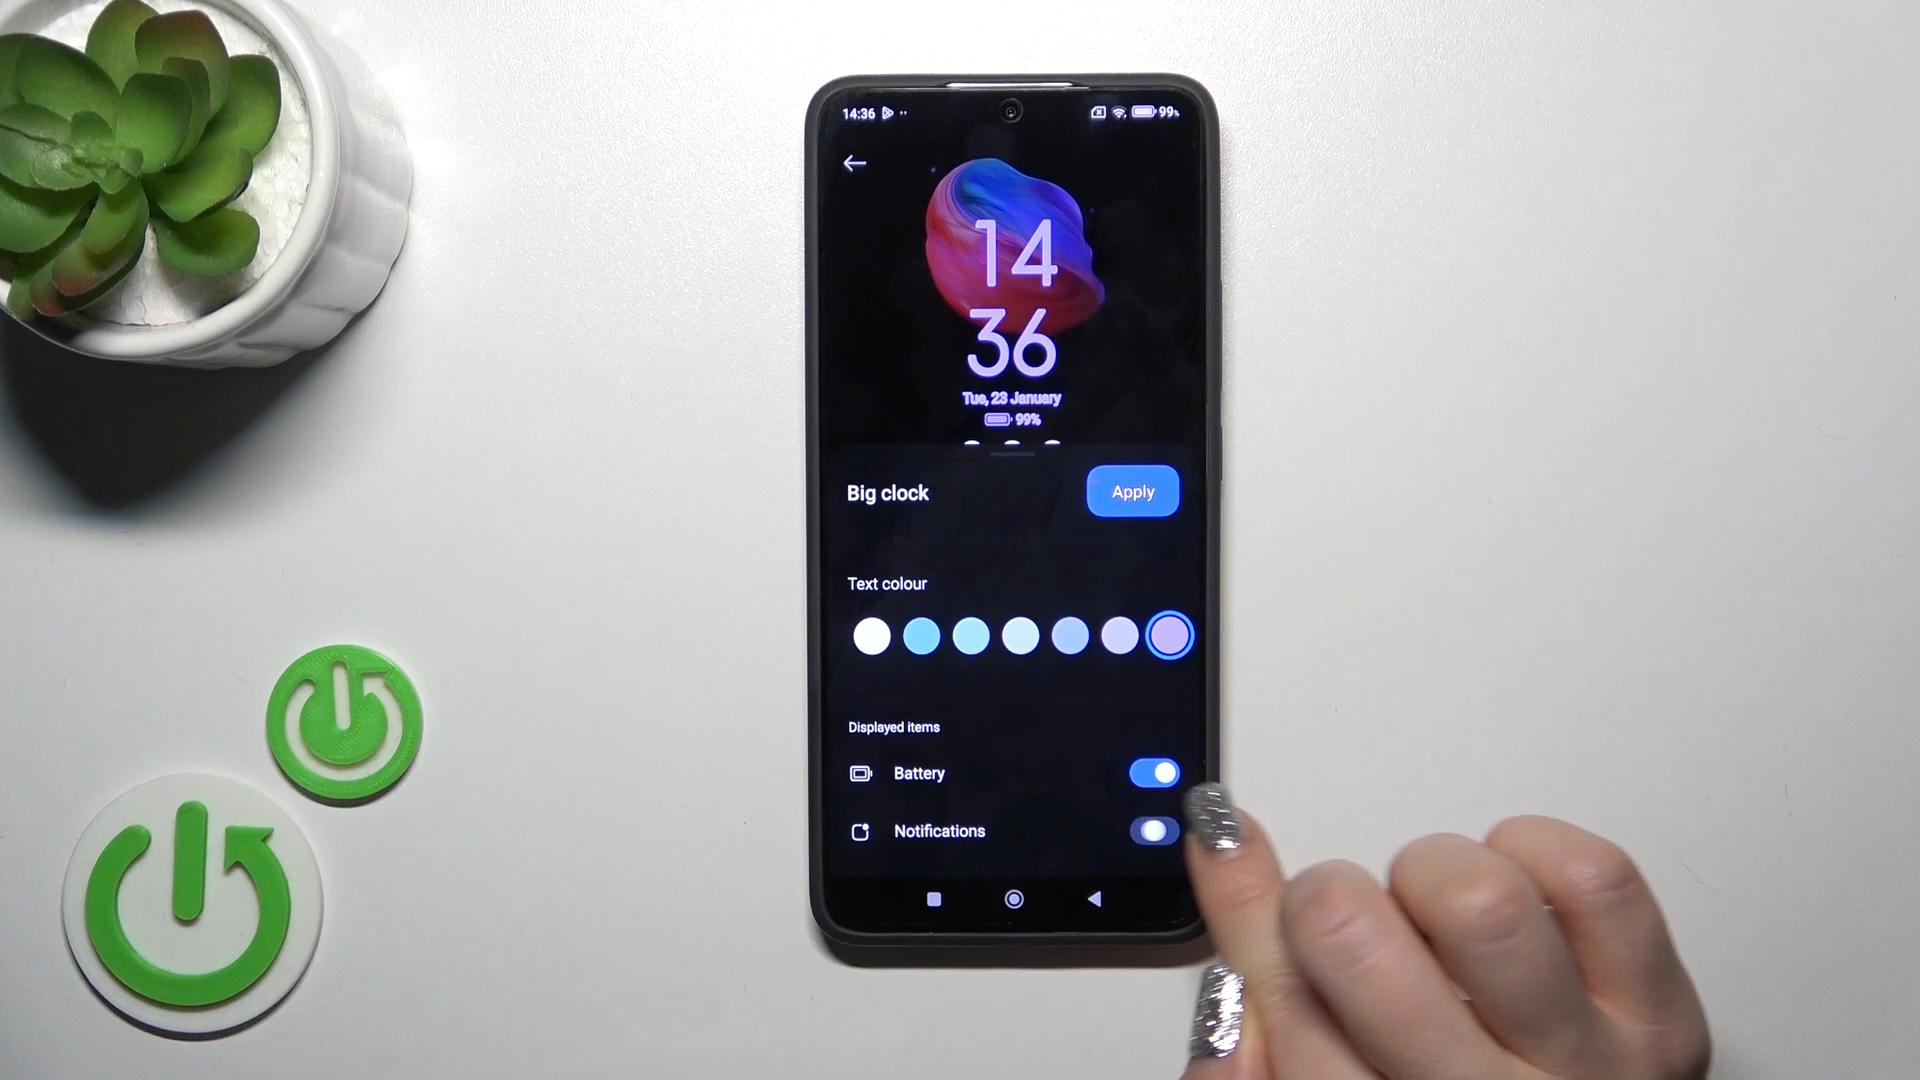 14:36
99%
14
36
Tue, 23 January
99%
Big clock
Apply
Text colour
Displayed items
Battery
Notifications